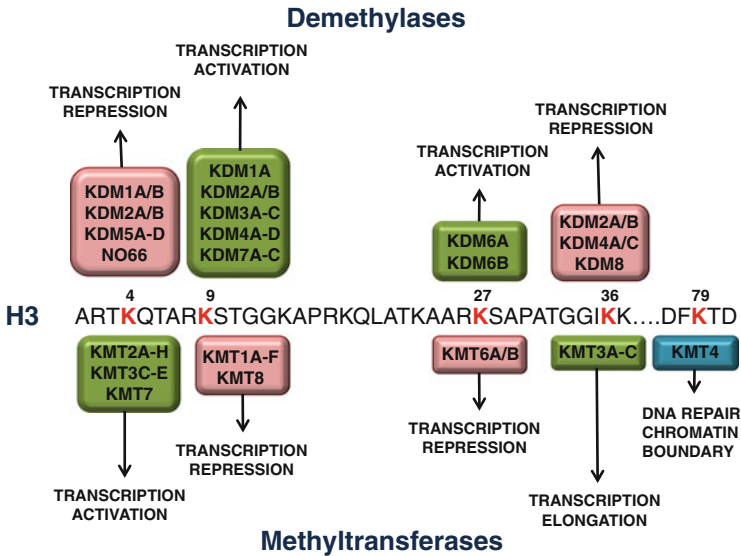 Demethylases
TRANSCRIPTION
ACTIVATION
TRANSCRIPTION
REPRESSION
TRANSCRIPTION
REPRESSION
TRANSCRIPTION
ACTIVATION
KDM1A/B
KDM2A/B
KDM5A-D
NO66
KDM1A
KDM2A/B
KDM3A-C
KDM4A-D
KDM7A-C
KDM6A
KDM6B
KDM2A/B
KDM4A/C
KDM8
4 9 27 36 79
H3 ARTKQTARKSTGGKAPRKQLATKAARKSAPATGGIKK....DFKTD
KMT2A-H
KMT3C-E
KMT7
KMT1A-F
KMT8
KMT6A/B
KMT3A-C
KMT4
TRANSCRIPTION
ACTIVATION
TRANSCRIPTION
REPRESSION
TRANSCRIPTION
REPRESSION
TRANSCRIPTION
ELONGATION
DNA REPAIR
CHROMATIN
BOUNDARY
Methyltransferases